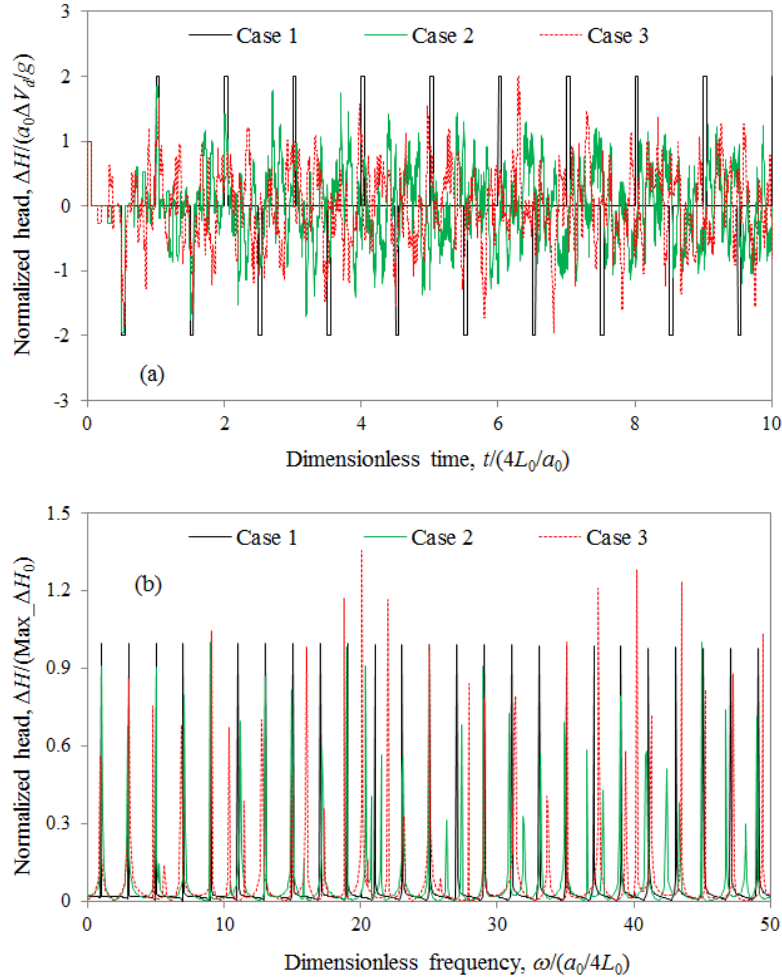 3
Case 1
Case 2
Case 3
2
1
0
-1
-2
-3
Normalized head, ΔH/(a₀ΔV_d/g)
(a)
0
2
4
6
8
10
Dimensionless time, t/(4L₀/a₀)
1.5
Case 1
Case 2
Case 3
(b)
1.2
0.9
0.6
0.3
0
Normalized head, ΔH/(Max_ΔH₀)
0
10
20
30
40
50
Dimensionless frequency, ω/(a₀/4L₀)